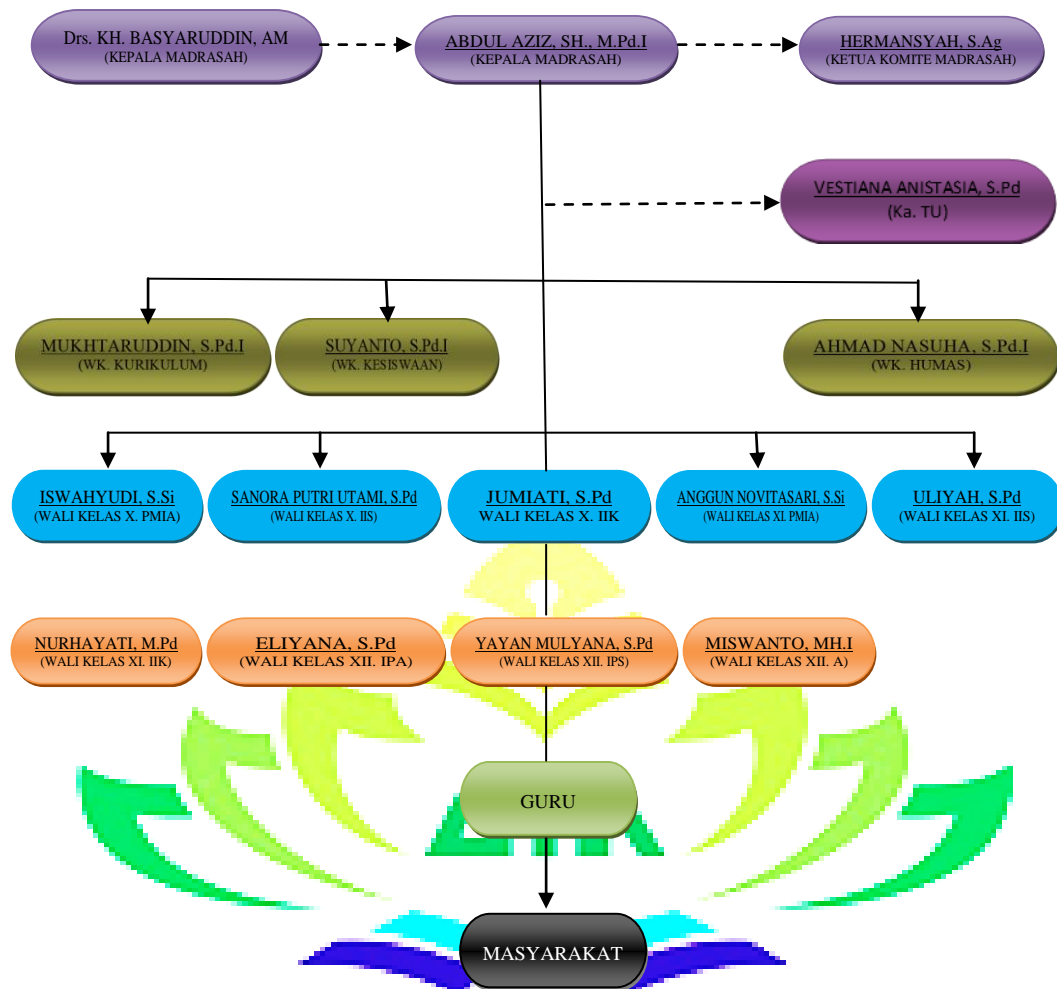 Drs. KH. BASYARUDDIN, AM
(KEPALA MADRASAH)
ABDUL AZIZ, SH., M.Pd.I
(KEPALA MADRASAH)
HERMANSYAH, S.Ag
(KETUA KOMITE MADRASAH)
VESTIANA ANISTASIA, S.Pd
(Ka. TU)
MUKHTARUDDIN, S.Pd.I
(WK. KURIKULUM)
SUYANTO, S.Pd.I
(WK. KESISWAAN)
AHMAD NASUHA, S.Pd.I
(WK. HUMAS)
ISWAHYUDI, S.Si
(WALI KELAS X. PMIA)
SANORA PUTRI UTAMI, S.Pd
(WALI KELAS X. IIS)
JUMIATI, S.Pd
WALI KELAS X. IIK
ANGGUN NOVITASARI, S.Si
(WALI KELAS XI. PMIA)
ULIYAH, S.Pd
(WALI KELAS XI. IIS)
NURHAYATI, M.Pd
(WALI KELAS XI. IIK)
ELIYANA, S.Pd
(WALI KELAS XII. IPA)
YAYAN MULYANA, S.Pd
(WALI KELAS XII. IPS)
MISWANTO, MH.I
(WALI KELAS XII. A)
GURU
MASYARAKAT